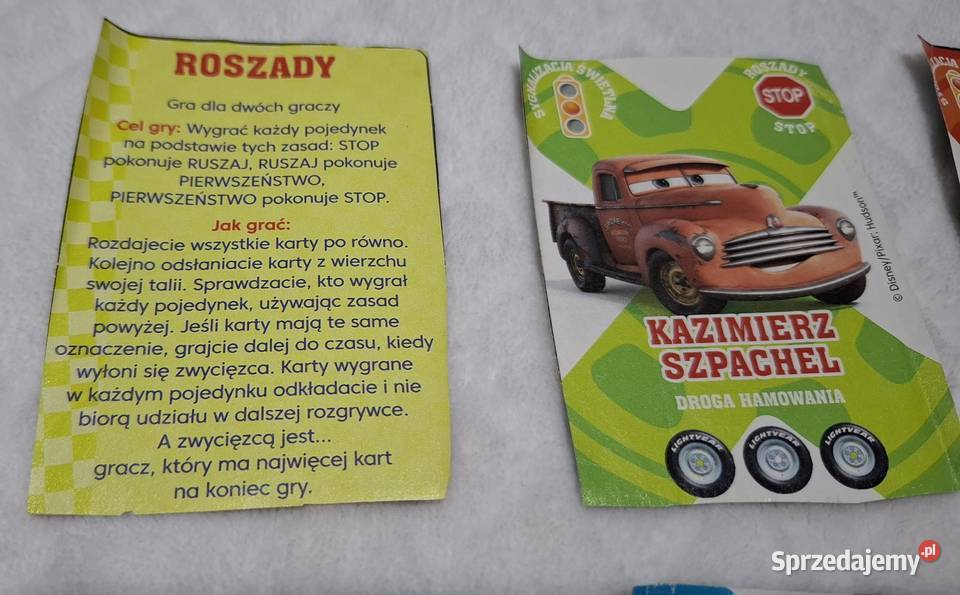 ROSZADY
Gra dla dwóch graczy
Cel gry: Wygrać każdy pojedynek
na podstawie tych zasad: STOP
pokonuje RUSZAJ, RUSZAJ pokonuje
PIERWSZEŃSTWO,
PIERWSZEŃSTWO pokonuje STOP.
Jak grać:
Rozdajecie wszystkie karty po równo.
Kolejno odsłaniacie karty z wierzchu
swojej talii. Sprawdzacie, kto wygrał
każdy pojedynek, używając zasad
powyżej. Jeśli karty mają te same
oznaczenie, grajcie dalej do czasu, kiedy
wyłoni się zwycięzca. Karty wygrane
w każdym pojedynku odkładacie i nie
biorą udziału w dalszej rozgrywce.
A zwycięzcą jest...
gracz, który ma najwięcej kart
na koniec gry.
SYGNALIZACJA ŚWIETLNA
ROSZADY
STOP
STOP
© Disney/Pixar; Hudson™
KAZIMIERZ
SZPACHEL
DROGA HAMOWANIA
LIGHTYEAR
LIGHTYEAR
LIGHTYEAR
Sprzedajemy.pl